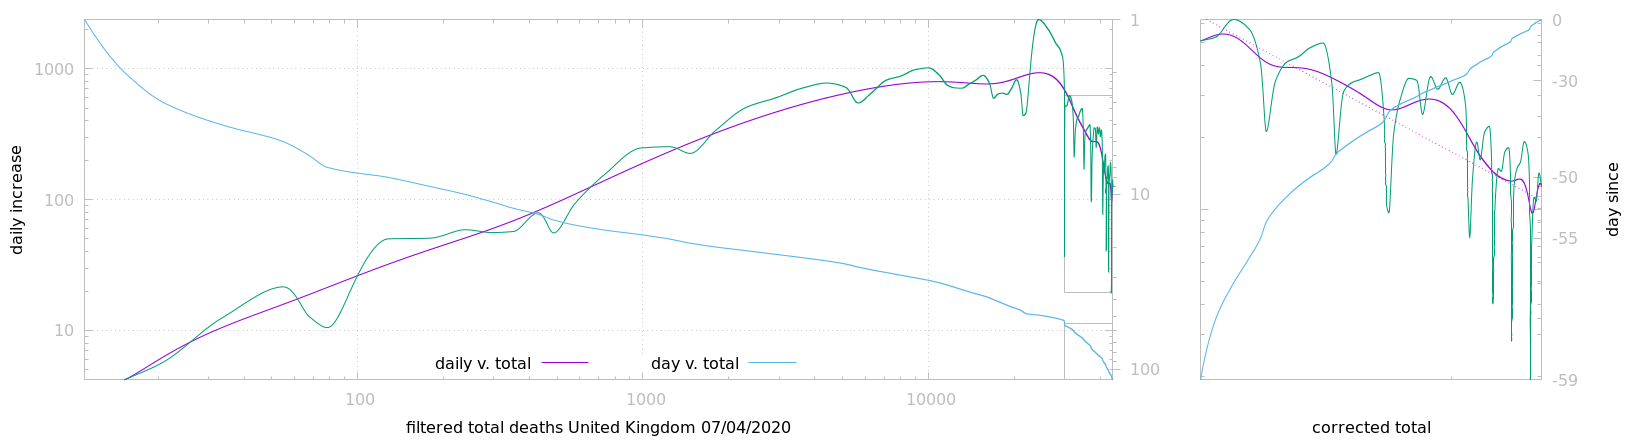 1000
100
10
daily increase
daily v. total
day v. total
1
10
100
100
1000
10000
filtered total deaths United Kingdom 07/04/2020
0
-30
-50
-55
-59
day since
corrected total